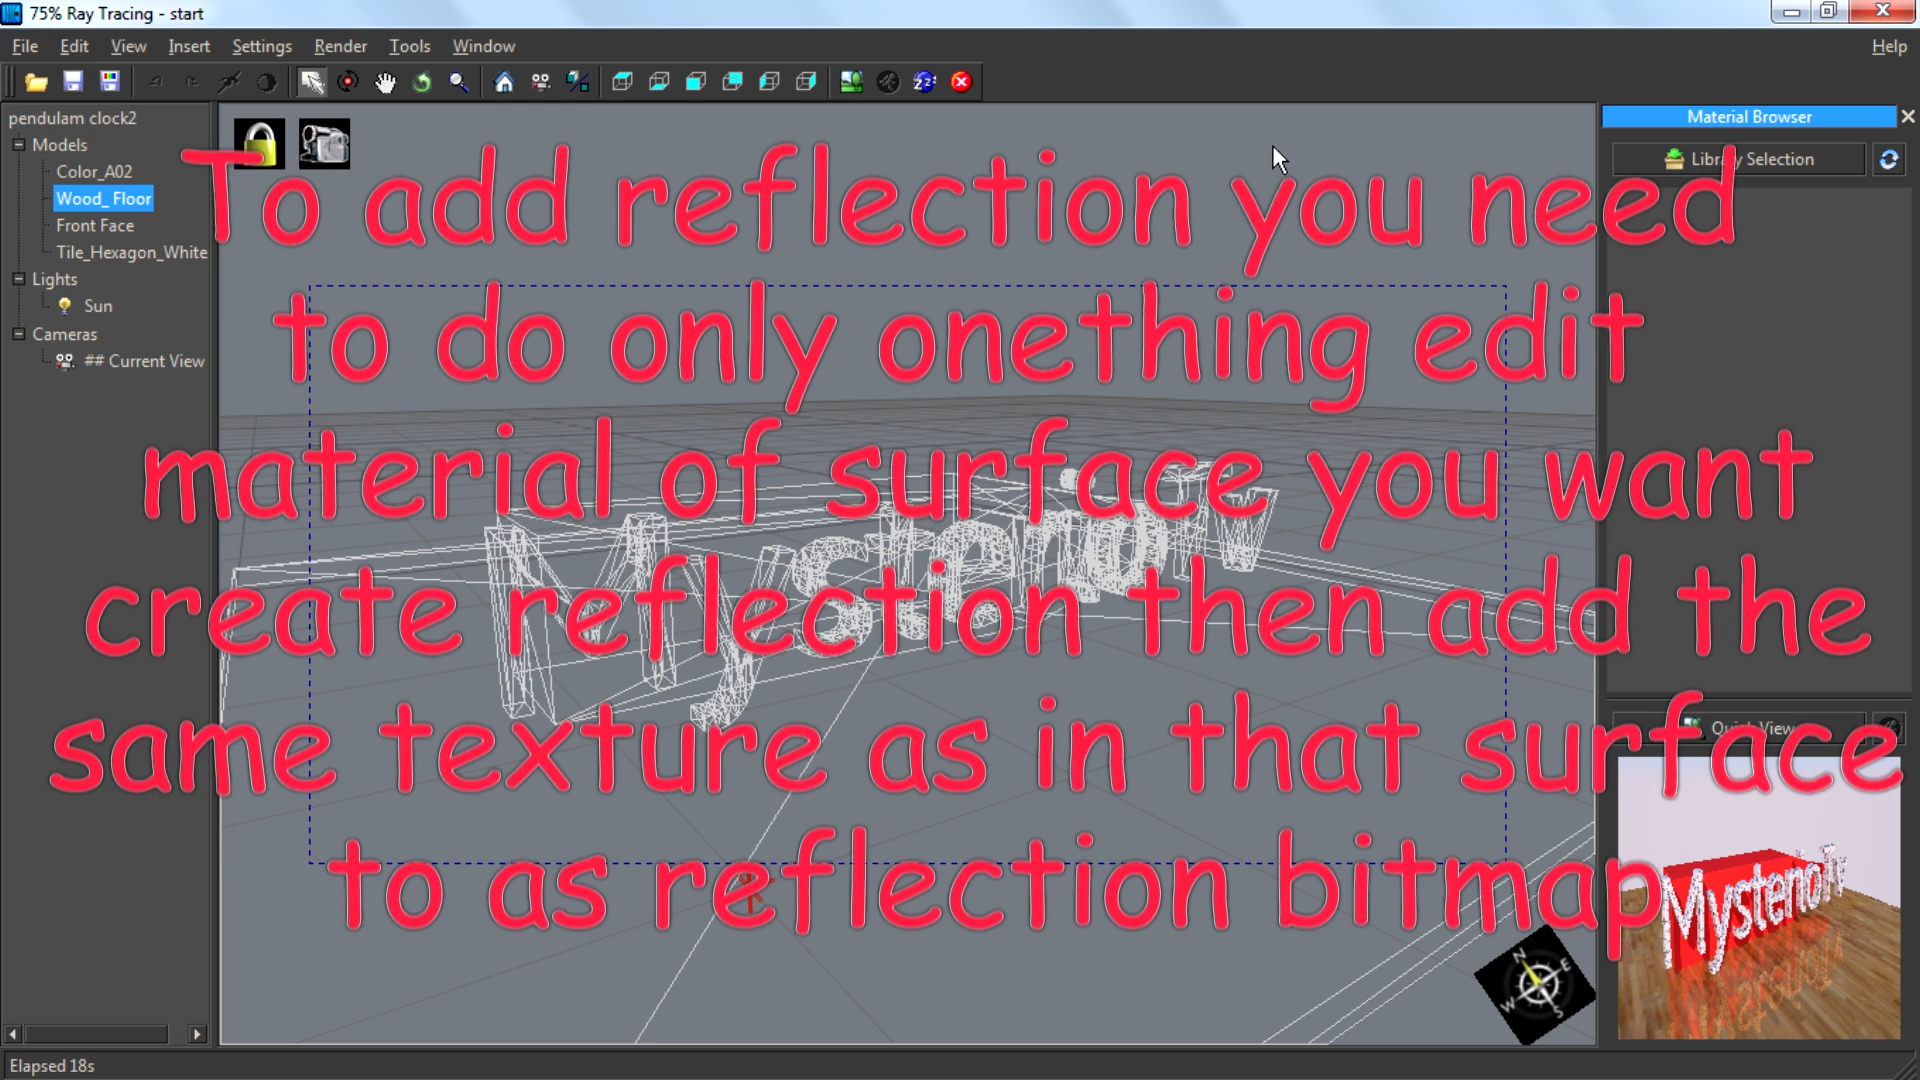 75% Ray Tracing - start
File Edit View Insert Settings Render Tools Window Help
pendulam clock2
Models
Color_A02
Wood_ Floor
Front Face
Tile_Hexagon_White
Lights
Sun
Cameras
## Current View
Material Browser
Library Selection
To add reflection you need
to do only onething edit
material of surface you want
create reflection then add the
same texture as in that surface
to as reflection bitmap
Quick View
N
E
W
S
Elapsed 18s